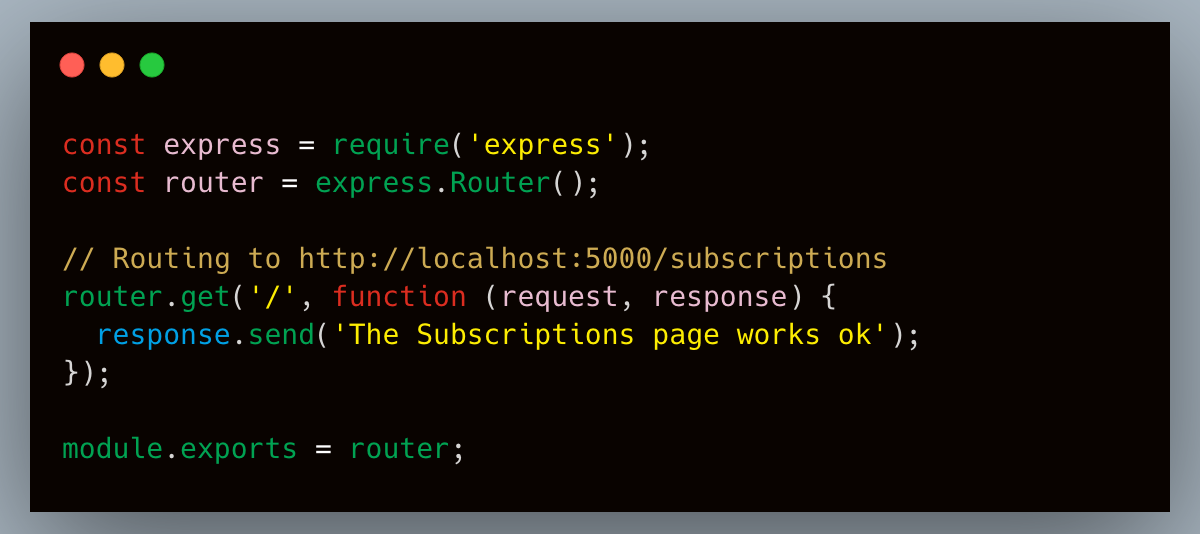 const express = require('express');
const router = express.Router();
// Routing to http://localhost:5000/subscriptions
router.get('/', function (request, response) {
  response.send('The Subscriptions page works ok');
});
module.exports = router;